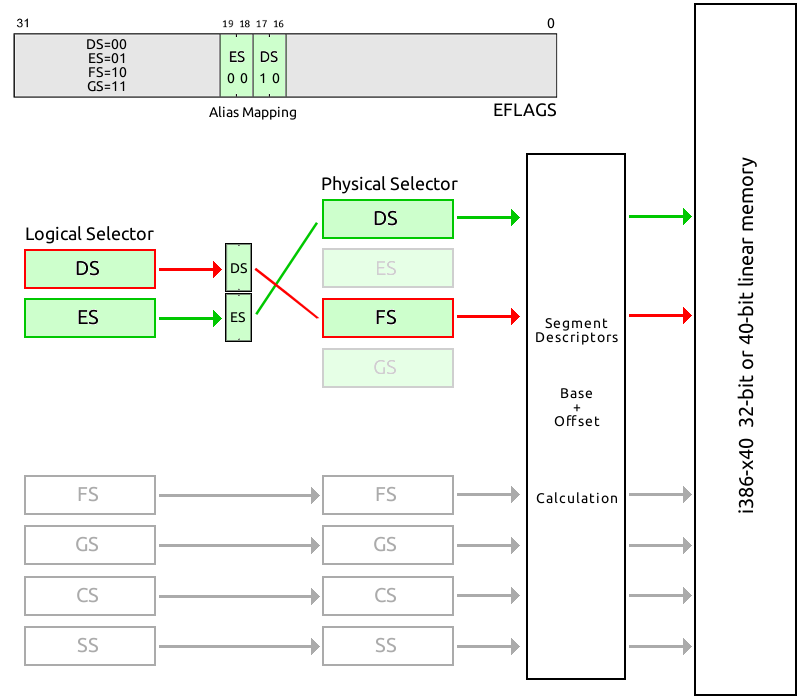 31 19 18 17 16 0
DS=00
ES=01
FS=10
GS=11
ES DS
0 0 1 0
Alias Mapping
EFLAGS
Physical Selector
Logical Selector
DS
ES
DS
ES
DS
ES
FS
GS
FS FS
GS GS
CS CS
SS SS
Segment
Descriptors
Base
+
Offset
Calculation
i386-x40 32-bit or 40-bit linear memory